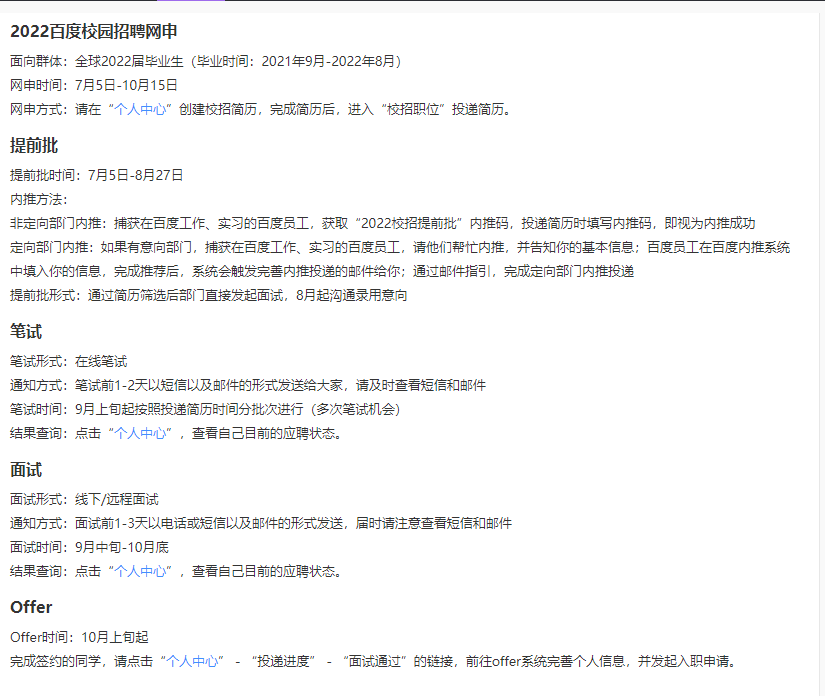 2022百度校园招聘网申
面向群体：全球2022届毕业生（毕业时间：2021年9月-2022年8月）
网申时间：7月5日-10月15日
网申方式：请在“个人中心”创建校招简历，完成简历后，进入“校招职位”投递简历。
提前批
提前批时间：7月5日-8月27日
内推方法：
非定向部门内推：捕获在百度工作、实习的百度员工，获取“2022校招提前批”内推码，投递简历时填写内推码，即视为内推成功
定向部门内推：如果有意向部门，捕获在百度工作、实习的百度员工，请他们帮忙内推，并告知你的基本信息；百度员工在百度内推系统
中填入你的信息，完成推荐后，系统会触发完善内推投递的邮件给你；通过邮件指引，完成定向部门内推投递
提前批形式：通过简历筛选后部门直接发起面试，8月起沟通录用意向
笔试
笔试形式：在线笔试
通知方式：笔试前1-2天以短信以及邮件的形式发送给大家，请及时查看短信和邮件
笔试时间：9月上旬起按照投递简历时间分批次进行（多次笔试机会）
结果查询：点击“个人中心”，查看自己目前的应聘状态。
面试
面试形式：线下/远程面试
通知方式：面试前1-3天以电话或短信以及邮件的形式发送，届时请注意查看短信和邮件
面试时间：9月中旬-10月底
结果查询：点击“个人中心”，查看自己目前的应聘状态。
Offer
Offer时间：10月上旬起
完成签约的同学，请点击“个人中心” - “投递进度” - “面试通过”的链接，前往offer系统完善个人信息，并发起入职申请。